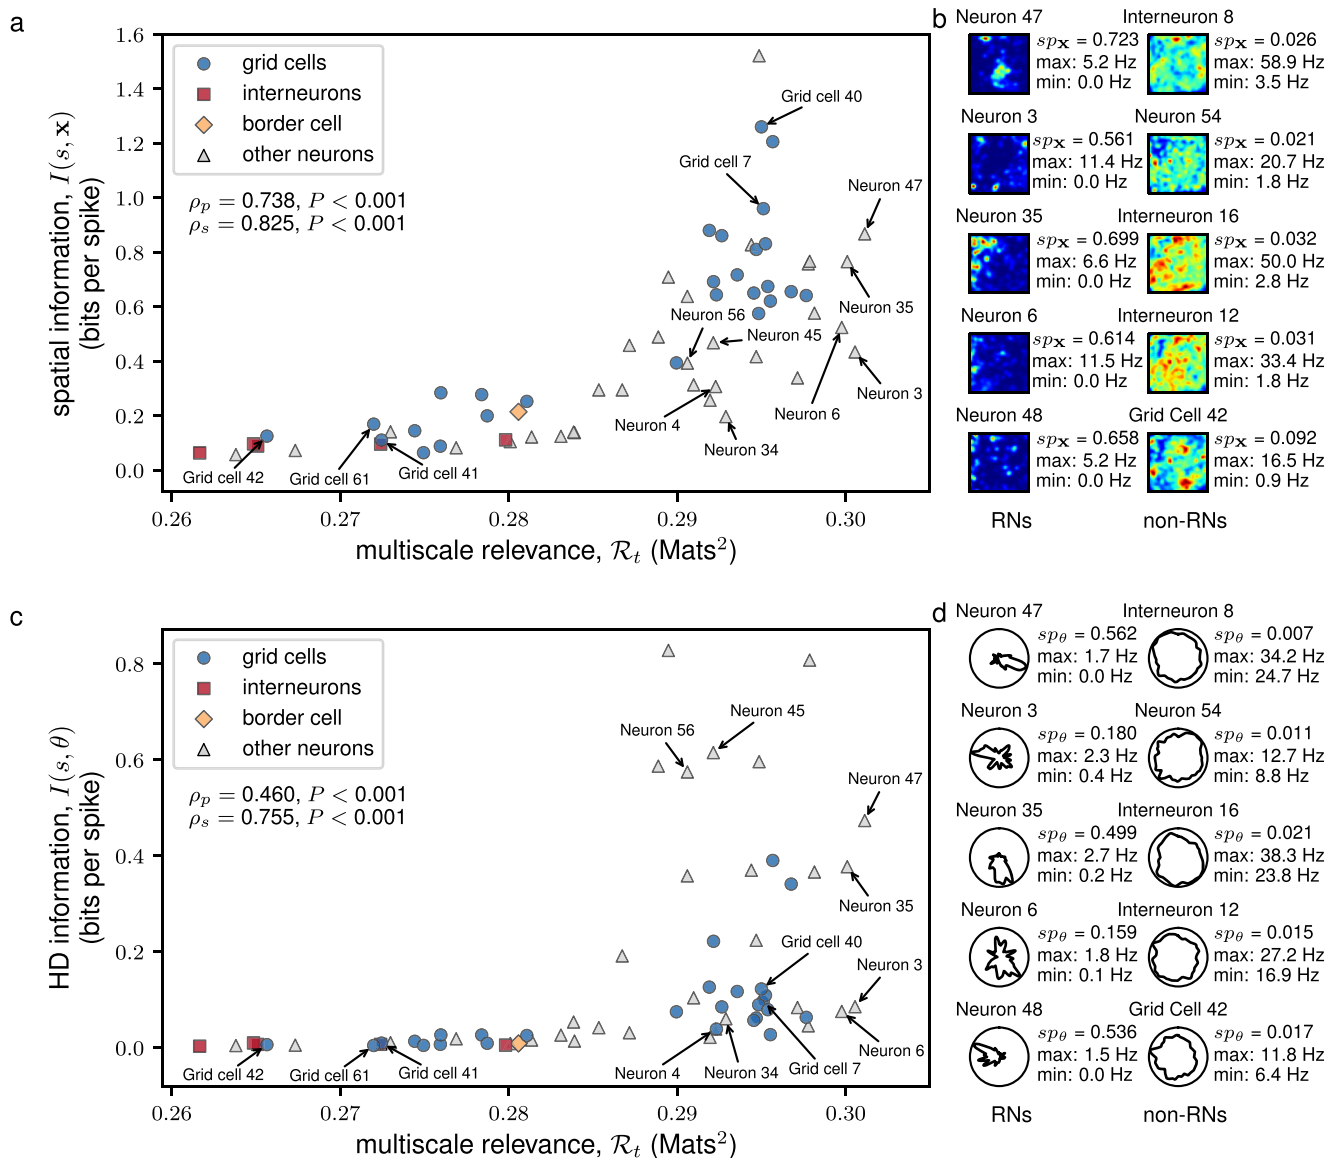 a
1.6
1.4
1.2
1.0
0.8
0.6
0.4
0.2
0.0
spatial information, I(s, x)
(bits per spike)
grid cells
interneurons
border cell
other neurons
ρp = 0.738, P < 0.001
ρs = 0.825, P < 0.001
Grid cell 40
Grid cell 7
Neuron 47
Neuron 35
Neuron 56
Neuron 45
Neuron 3
Neuron 6
Neuron 4
Neuron 34
Grid cell 42
Grid cell 61
Grid cell 41
0.26 0.27 0.28 0.29 0.30
multiscale relevance, ℛt (Mats²)
b
Neuron 47
spx = 0.723
max: 5.2 Hz
min: 0.0 Hz
Interneuron 8
spx = 0.026
max: 58.9 Hz
min: 3.5 Hz
Neuron 3
spx = 0.561
max: 11.4 Hz
min: 0.0 Hz
Neuron 54
spx = 0.021
max: 20.7 Hz
min: 1.8 Hz
Neuron 35
spx = 0.699
max: 6.6 Hz
min: 0.0 Hz
Interneuron 16
spx = 0.032
max: 50.0 Hz
min: 2.8 Hz
Neuron 6
spx = 0.614
max: 11.5 Hz
min: 0.0 Hz
Interneuron 12
spx = 0.031
max: 33.4 Hz
min: 1.8 Hz
Neuron 48
spx = 0.658
max: 5.2 Hz
min: 0.0 Hz
Grid Cell 42
spx = 0.092
max: 16.5 Hz
min: 0.9 Hz
RNs
non-RNs
c
0.8
0.6
0.4
0.2
0.0
HD information, I(s, θ)
(bits per spike)
grid cells
interneurons
border cell
other neurons
ρp = 0.460, P < 0.001
ρs = 0.755, P < 0.001
Neuron 56
Neuron 45
Neuron 47
Neuron 35
Grid cell 40
Neuron 3
Neuron 6
Grid cell 42
Grid cell 61
Grid cell 41
Neuron 4
Neuron 34
Grid cell 7
0.26 0.27 0.28 0.29 0.30
multiscale relevance, ℛt (Mats²)
d
Neuron 47
spθ = 0.562
max: 1.7 Hz
min: 0.0 Hz
Interneuron 8
spθ = 0.007
max: 34.2 Hz
min: 24.7 Hz
Neuron 3
spθ = 0.180
max: 2.3 Hz
min: 0.4 Hz
Neuron 54
spθ = 0.011
max: 12.7 Hz
min: 8.8 Hz
Neuron 35
spθ = 0.499
max: 2.7 Hz
min: 0.2 Hz
Interneuron 16
spθ = 0.021
max: 38.3 Hz
min: 23.8 Hz
Neuron 6
spθ = 0.159
max: 1.8 Hz
min: 0.1 Hz
Interneuron 12
spθ = 0.015
max: 27.2 Hz
min: 16.9 Hz
Neuron 48
spθ = 0.536
max: 1.5 Hz
min: 0.0 Hz
Grid Cell 42
spθ = 0.017
max: 11.8 Hz
min: 6.4 Hz
RNs
non-RNs